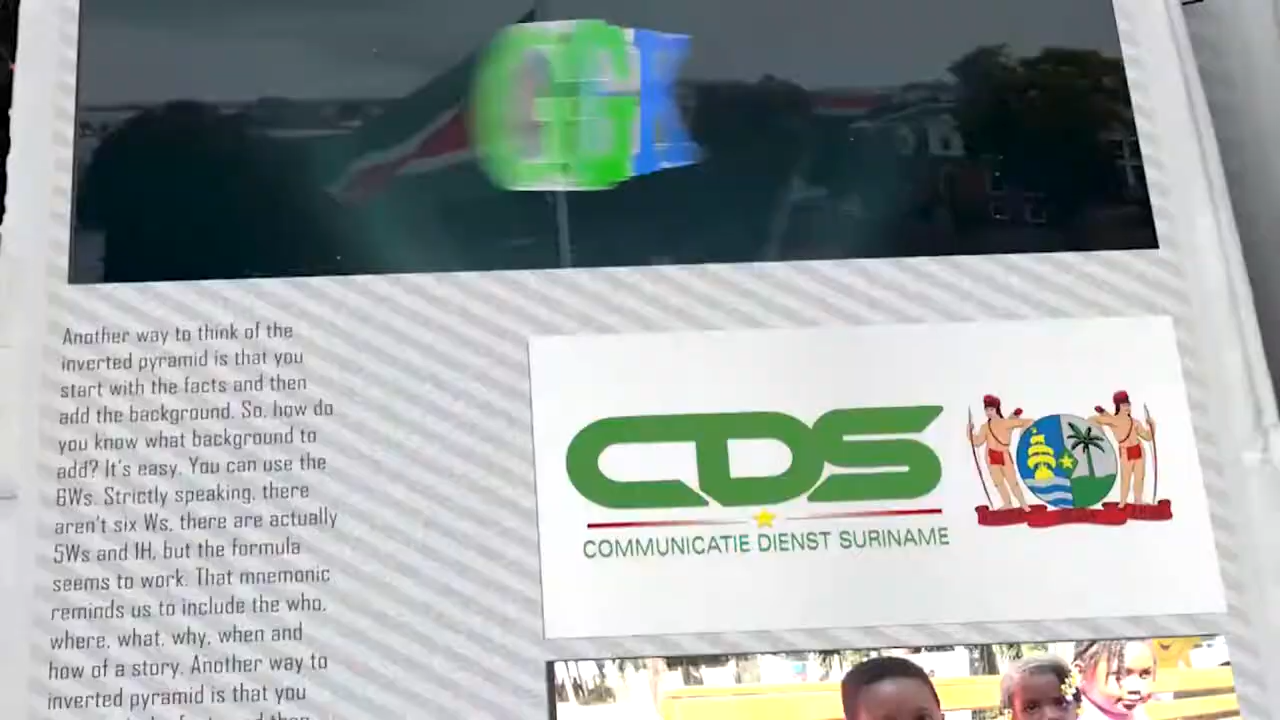 GGK
Another way to think of the
inverted pyramid is that you
start with the facts and then
add the background. So, how do
you know what background to
add? It's easy. You can use the
6Ws. Strictly speaking, there
aren't six Ws, there are actually
5Ws and 1H, but the formula
seems to work. That mnemonic
reminds us to include the who,
where, what, why, when and
how of a story. Another way to
inverted pyramid is that you
CDS
COMMUNICATIE DIENST SURINAME